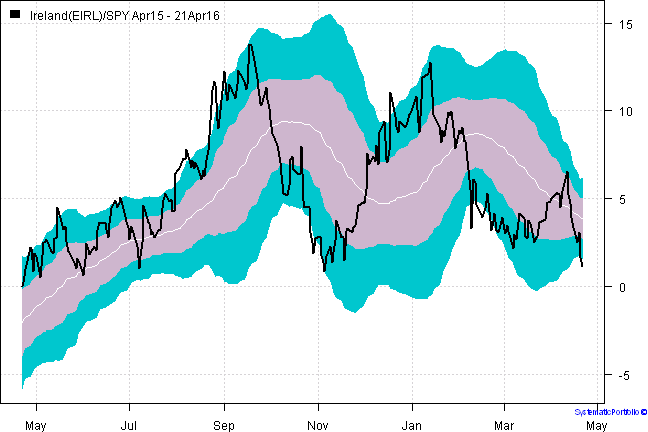 Ireland(EIRL)/SPY Apr15 - 21Apr16
15
10
5
0
-5
SystematicPortfolio ©
May Jul Sep Nov Jan Mar May